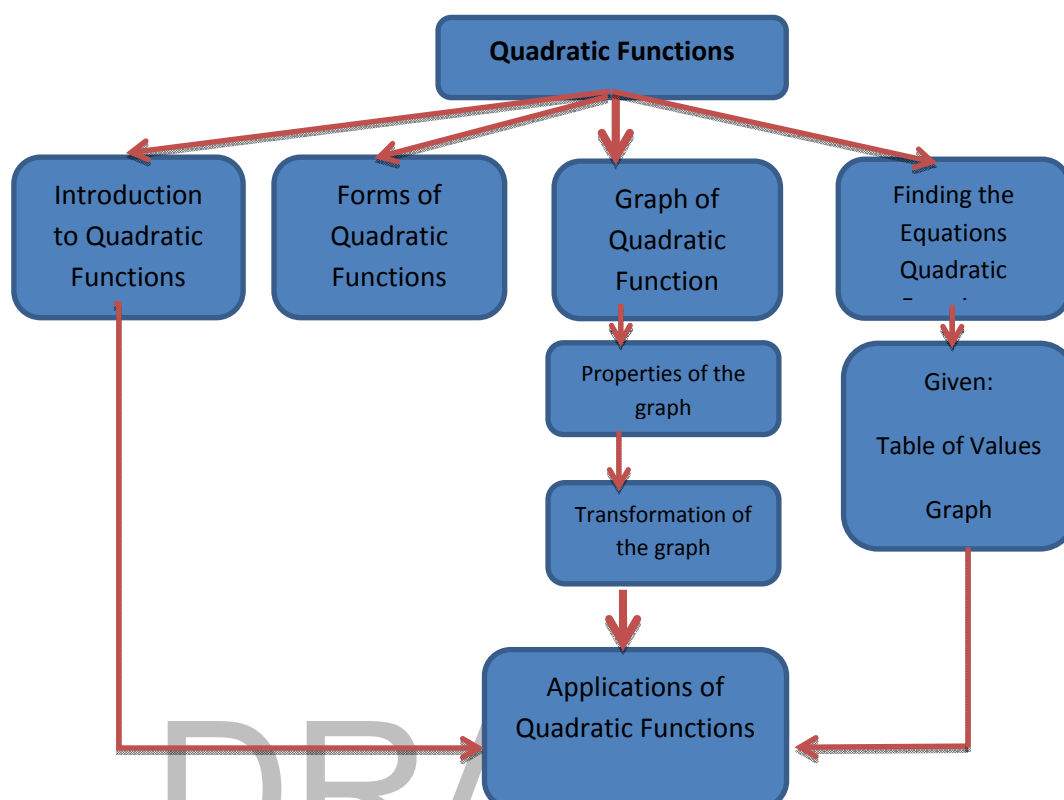 Quadratic Functions
Introduction
to Quadratic
Functions
Forms of
Quadratic
Functions
Graph of
Quadratic
Function
Finding the
Equations
Quadratic
Properties of the
graph
Given:
Table of Values
Graph
Transformation of
the graph
Applications of
Quadratic Functions